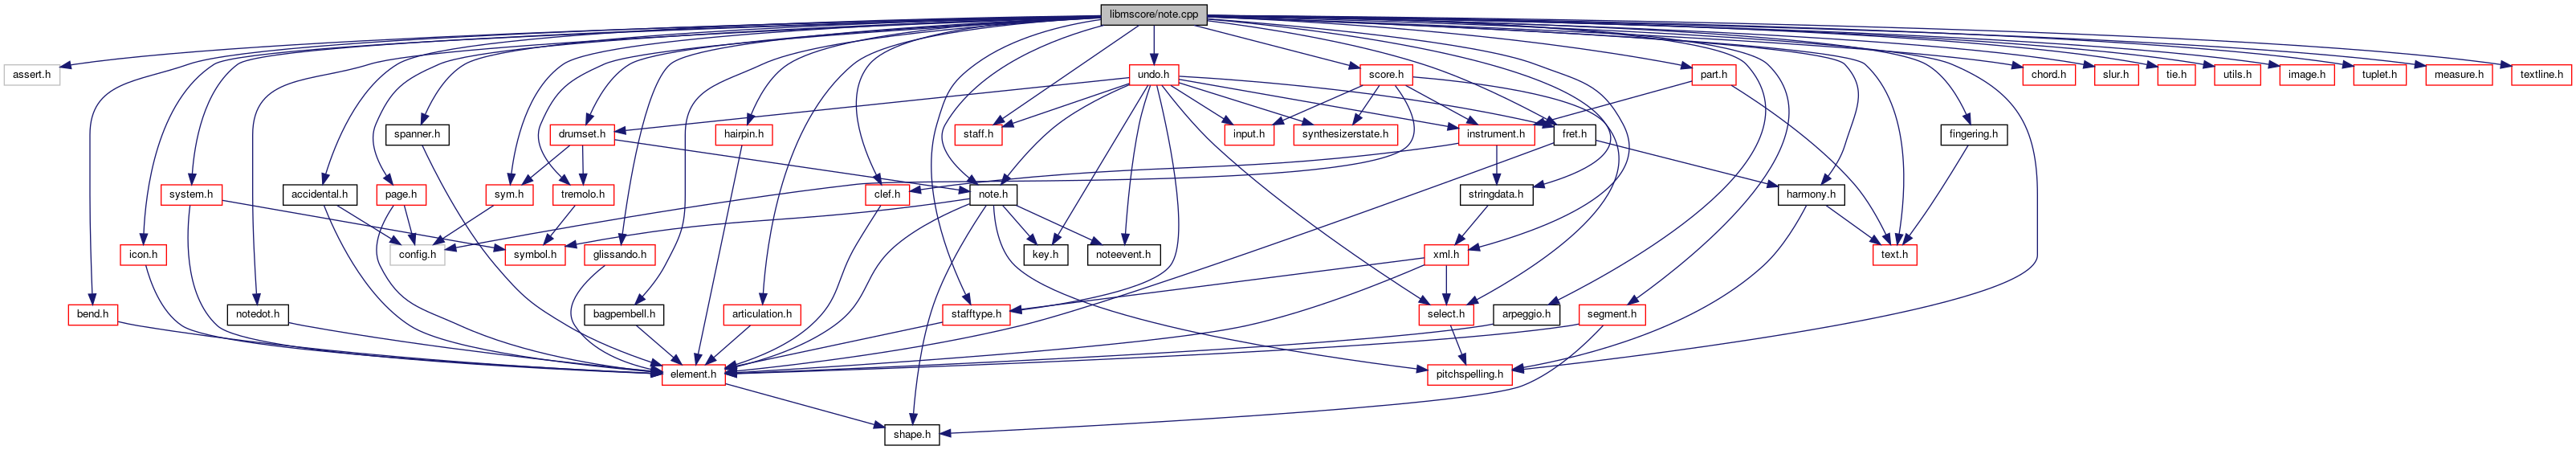 libmscore/note.cpp
assert.h
undo.h
score.h
part.h
chord.h
slur.h
tie.h
utils.h
image.h
tuplet.h
measure.h
textline.h
spanner.h
drumset.h
hairpin.h
staff.h
input.h
synthesizerstate.h
instrument.h
fret.h
fingering.h
system.h
accidental.h
page.h
sym.h
tremolo.h
clef.h
note.h
stringdata.h
harmony.h
icon.h
config.h
symbol.h
glissando.h
key.h
noteevent.h
xml.h
text.h
bend.h
notedot.h
bagpembell.h
articulation.h
stafftype.h
select.h
arpeggio.h
segment.h
element.h
pitchspelling.h
shape.h